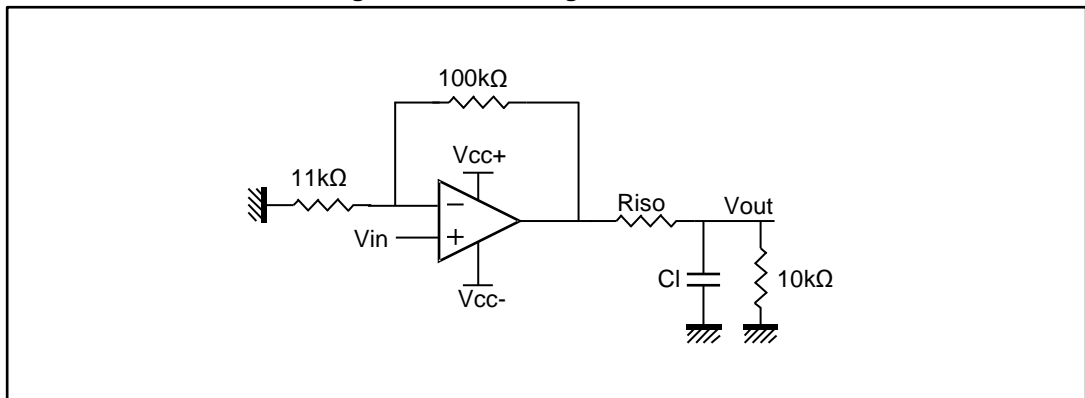 100kΩ
Vcc+
11kΩ
Riso
Vout
−
Vin
+
Cl
10kΩ
Vcc-